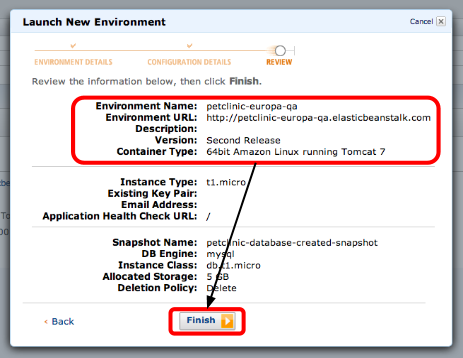 Launch New Environment
Cancel
ENVIRONMENT DETAILS
CONFIGURATION DETAILS
REVIEW
Review the information below, then click Finish.
Environment Name: petclinic-europa-qa
Environment URL: http://petclinic-europa-qa.elasticbeanstalk.com
Description:
Version: Second Release
Container Type: 64bit Amazon Linux running Tomcat 7
Instance Type: t1.micro
Existing Key Pair:
Email Address:
Application Health Check URL: /
Snapshot Name: petclinic-database-created-snapshot
DB Engine: mysql
Instance Class: db.t1.micro
Allocated Storage: 5 GB
Deletion Policy: Delete
Back
Finish